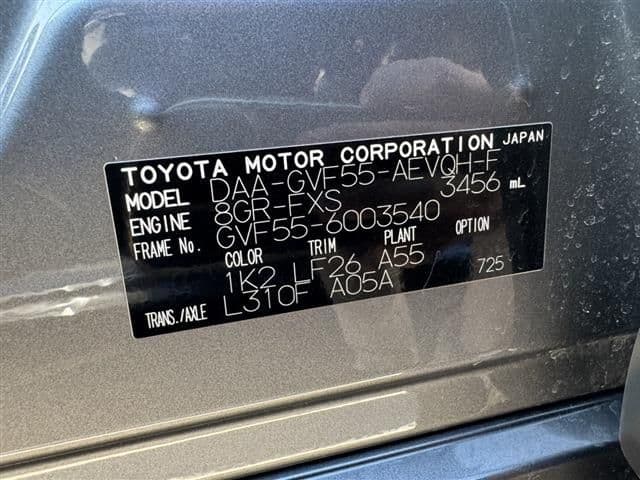 TOYOTA MOTOR CORPORATION JAPAN
MODEL DAA-GVF55-AEVQH-F
ENGINE 8GR-FXS 3456 mL
FRAME No. GVF55-6003540
COLOR TRIM PLANT OPTION
1K2 LF26 A55
TRANS./AXLE L310F A05A 725